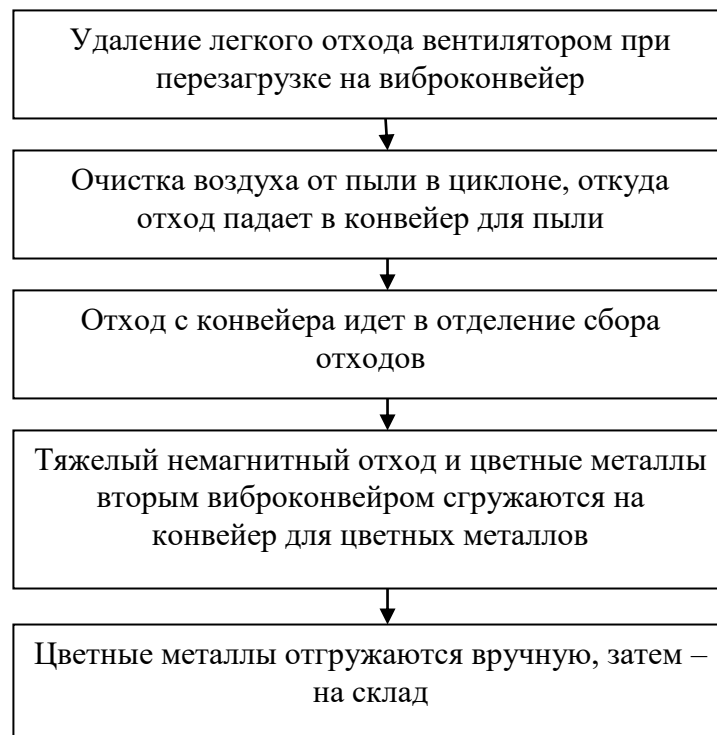 Удаление легкого отхода вентилятором при
перезагрузке на виброконвейер
Очистка воздуха от пыли в циклоне, откуда
отход падает в конвейер для пыли
Отход с конвейера идет в отделение сбора
отходов
Тяжелый немагнитный отход и цветные металлы
вторым виброконвейром сгружаются на
конвейер для цветных металлов
Цветные металлы отгружаются вручную, затем –
на склад